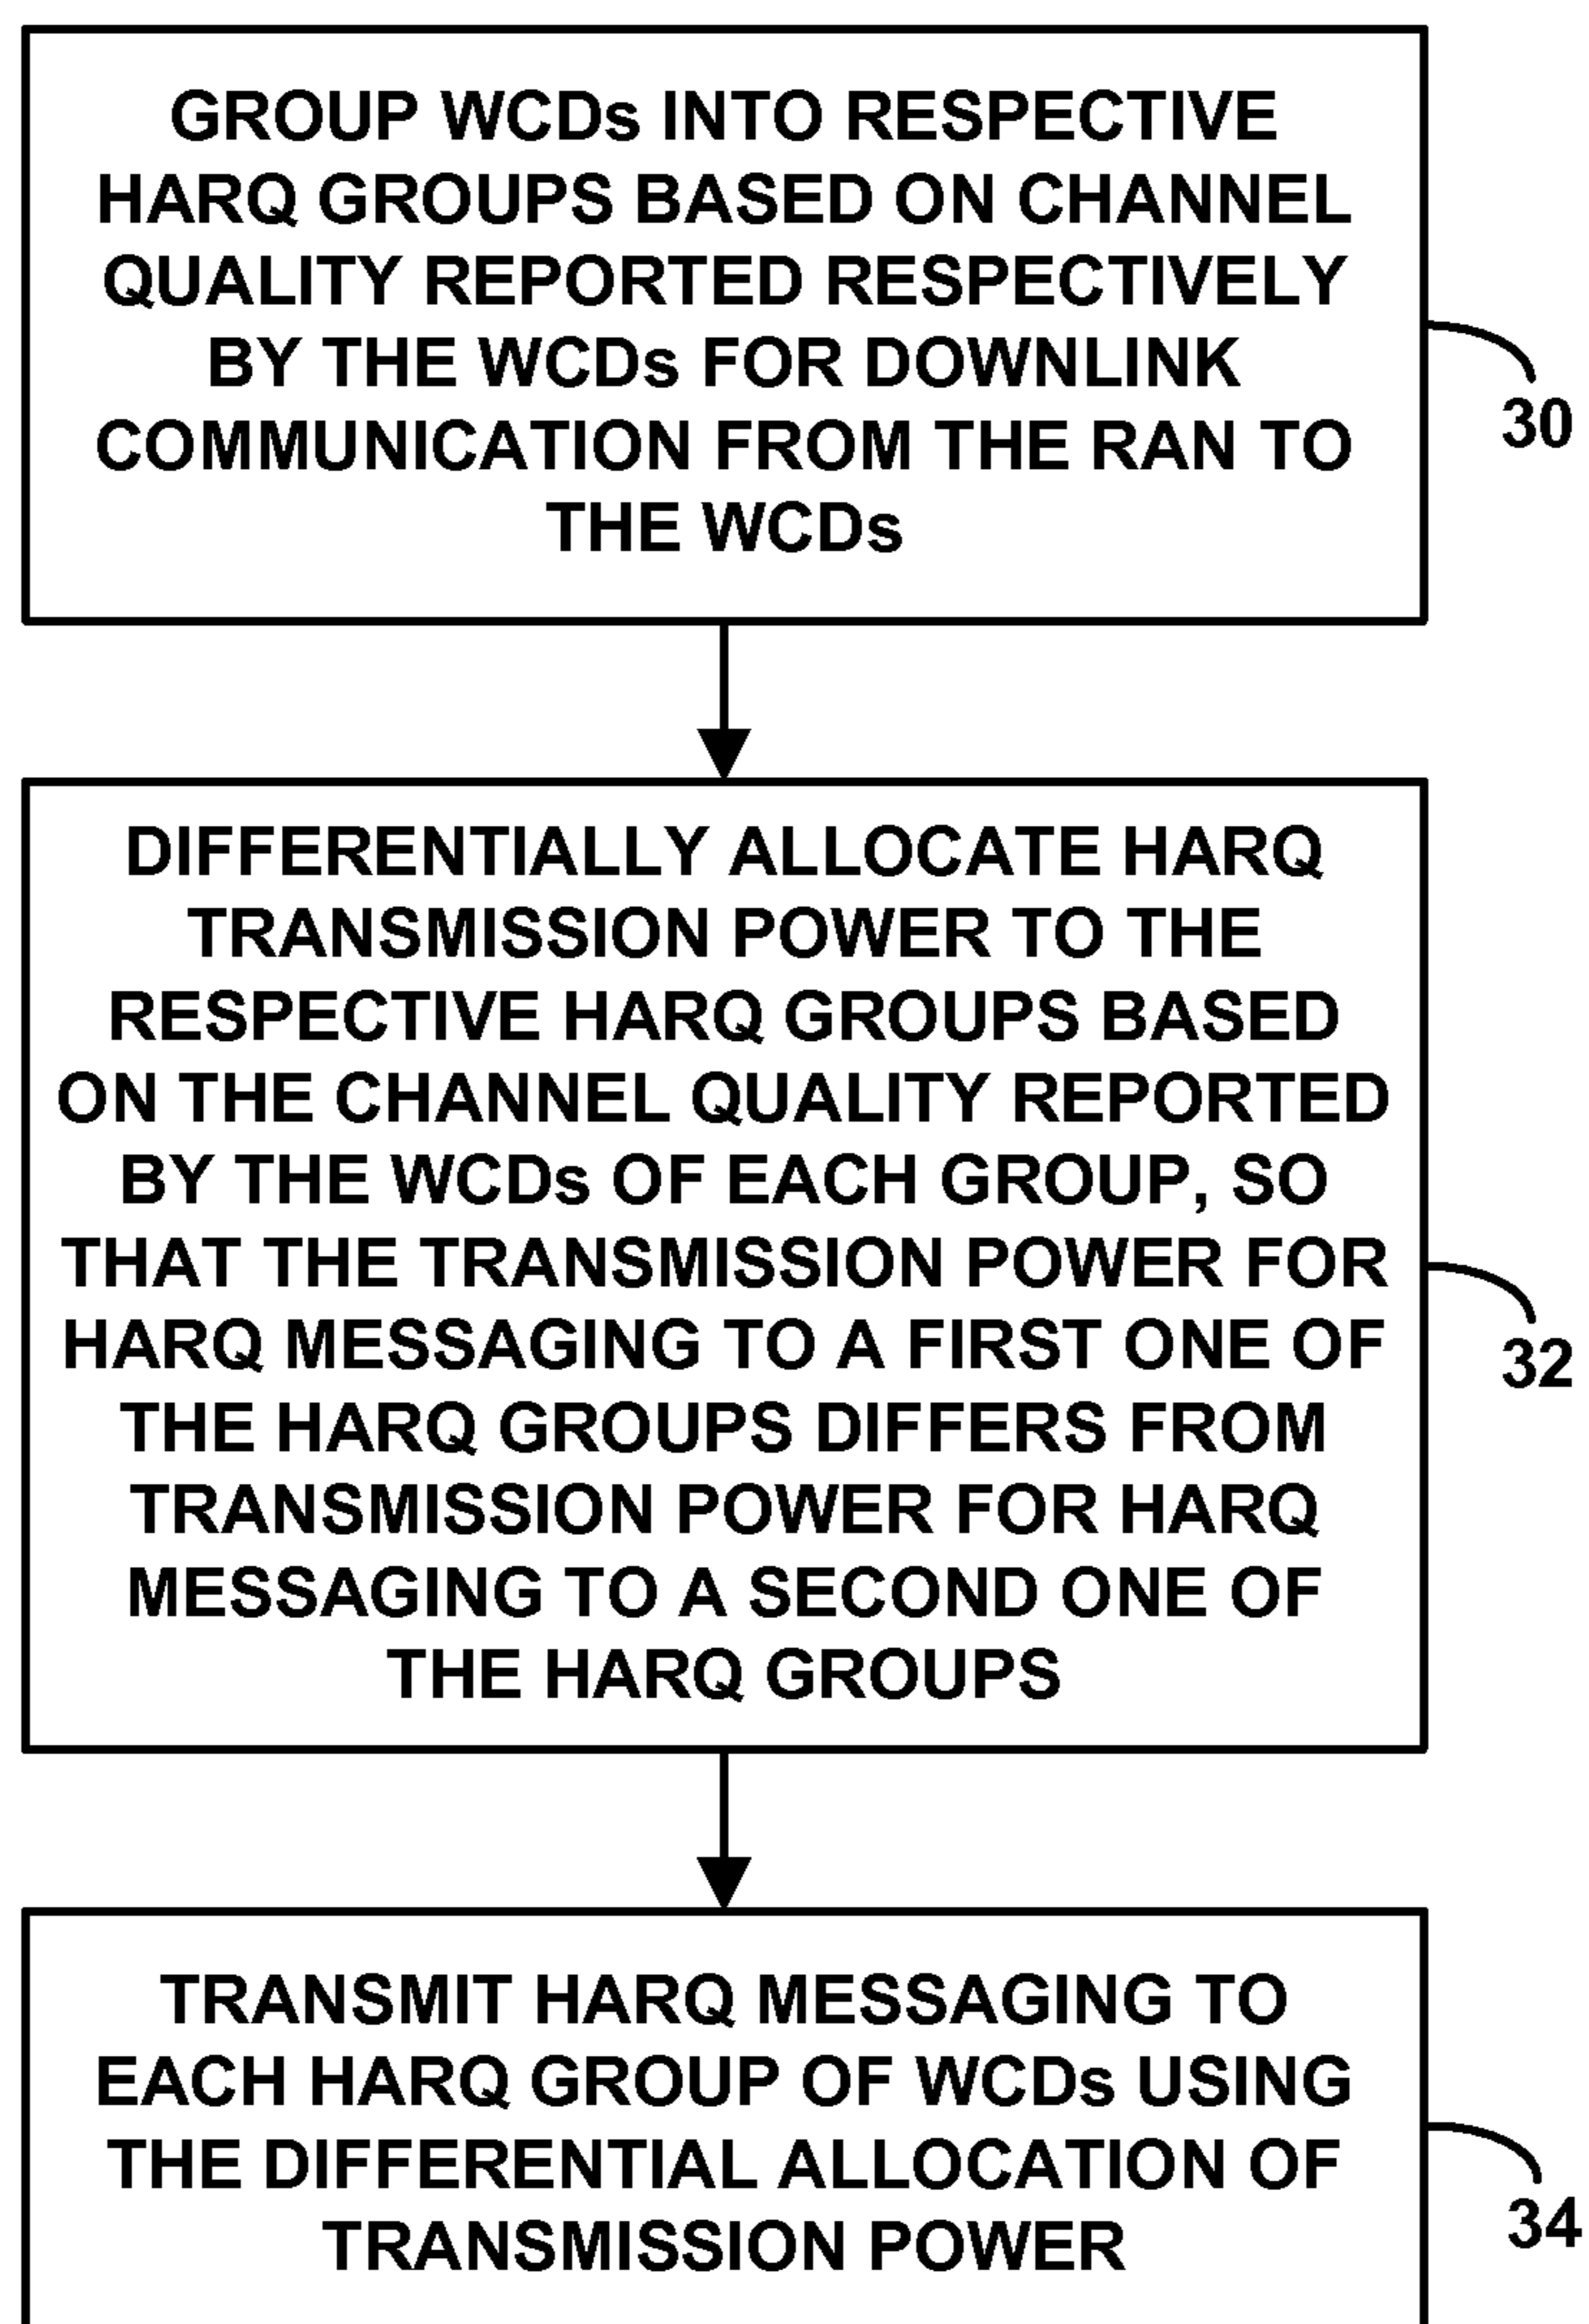 GROUP WCDs INTO RESPECTIVE
HARQ GROUPS BASED ON CHANNEL
QUALITY REPORTED RESPECTIVELY
BY THE WCDs FOR DOWNLINK
COMMUNICATION FROM THE RAN TO
THE WCDs
30
DIFFERENTIALLY ALLOCATE HARQ
TRANSMISSION POWER TO THE
RESPECTIVE HARQ GROUPS BASED
ON THE CHANNEL QUALITY REPORTED
BY THE WCDs OF EACH GROUP, SO
THAT THE TRANSMISSION POWER FOR
HARQ MESSAGING TO A FIRST ONE OF
THE HARQ GROUPS DIFFERS FROM
TRANSMISSION POWER FOR HARQ
MESSAGING TO A SECOND ONE OF
THE HARQ GROUPS
32
TRANSMIT HARQ MESSAGING TO
EACH HARQ GROUP OF WCDs USING
THE DIFFERENTIAL ALLOCATION OF
TRANSMISSION POWER
34